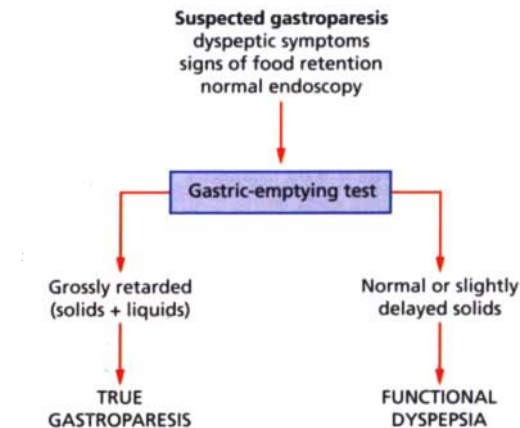 Suspected gastroparesis
dyspeptic symptoms
signs of food retention
normal endoscopy
Gastric-emptying test
Grossly retarded
(solids + liquids)
Normal or slightly
delayed solids
TRUE
GASTROPARESIS
FUNCTIONAL
DYSPEPSIA